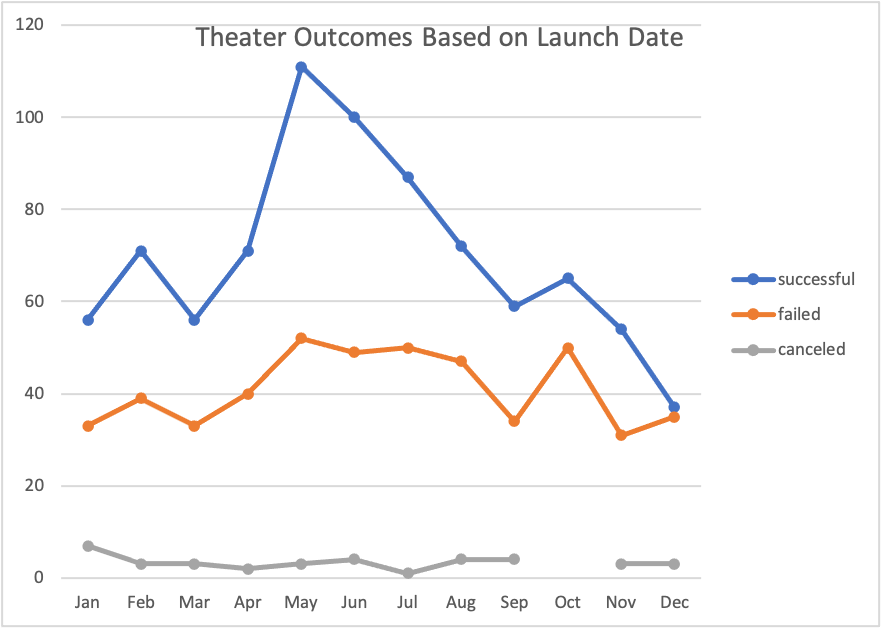 Theater Outcomes Based on Launch Date
120
100
80
60
40
20
0
Jan Feb Mar Apr May Jun Jul Aug Sep Oct Nov Dec
successful
failed
canceled